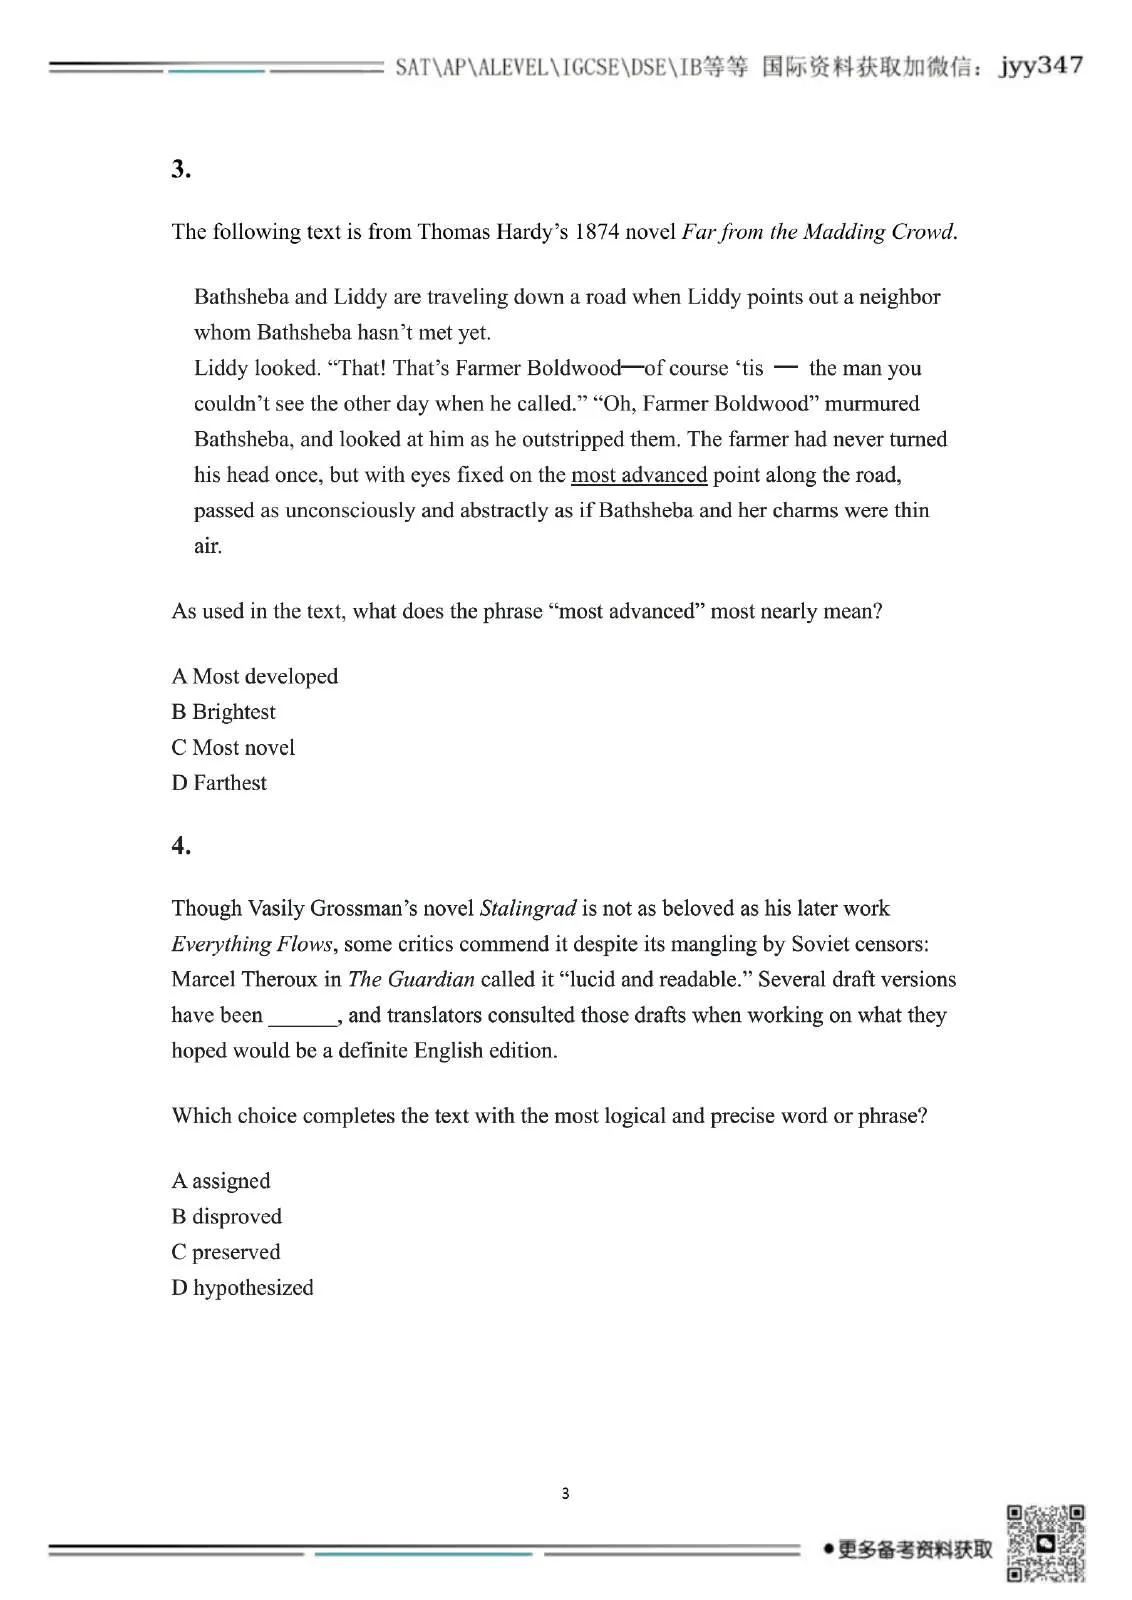 SAT\AP\ALEVEL\IGCSE\DSE\IB等等 国际资料获取加微信： jyy347
3.
The following text is from Thomas Hardy’s 1874 novel Far from the Madding Crowd.
Bathsheba and Liddy are traveling down a road when Liddy points out a neighbor
whom Bathsheba hasn’t met yet.
Liddy looked. “That! That’s Farmer Boldwood—of course ‘tis — the man you
couldn’t see the other day when he called.” “Oh, Farmer Boldwood” murmured
Bathsheba, and looked at him as he outstripped them. The farmer had never turned
his head once, but with eyes fixed on the most advanced point along the road,
passed as unconsciously and abstractly as if Bathsheba and her charms were thin
air.
As used in the text, what does the phrase “most advanced” most nearly mean?
A Most developed
B Brightest
C Most novel
D Farthest
4.
Though Vasily Grossman’s novel Stalingrad is not as beloved as his later work
Everything Flows, some critics commend it despite its mangling by Soviet censors:
Marcel Theroux in The Guardian called it “lucid and readable.” Several draft versions
have been ______, and translators consulted those drafts when working on what they
hoped would be a definite English edition.
Which choice completes the text with the most logical and precise word or phrase?
A assigned
B disproved
C preserved
D hypothesized
3
●更多备考资料获取